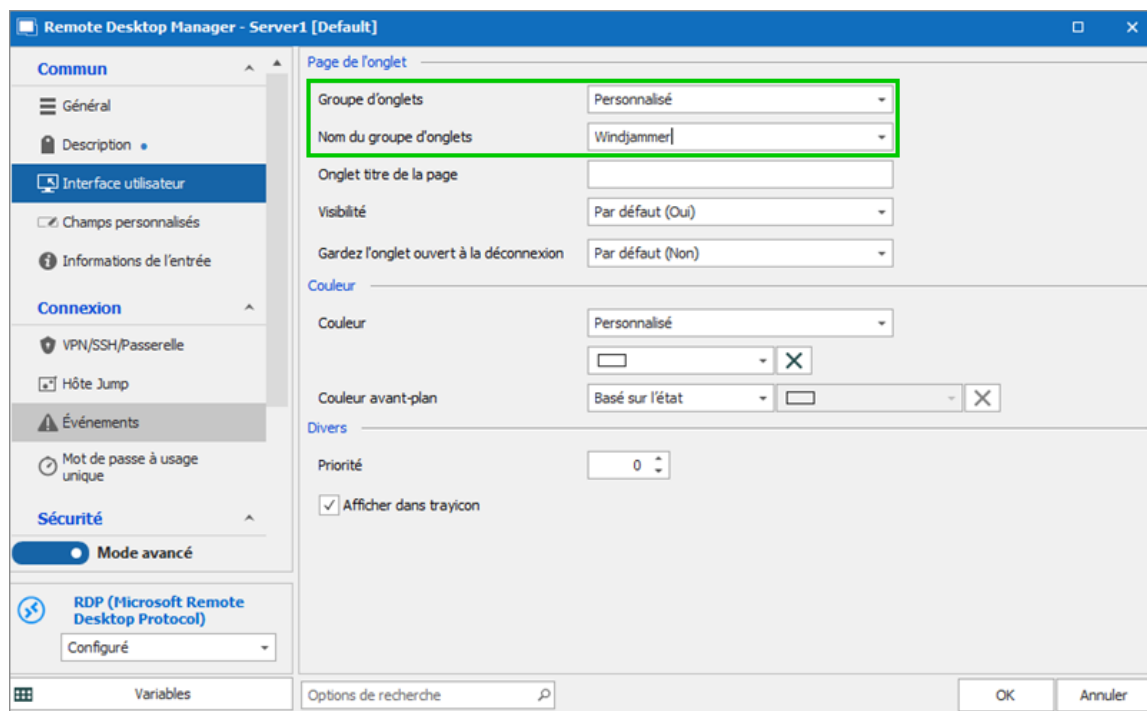 Remote Desktop Manager - Server1 [Default]
Commun
Général
Description
Interface utilisateur
Champs personnalisés
Informations de l'entrée
Connexion
VPN/SSH/Passerelle
Hôte Jump
Événements
Mot de passe à usage
unique
Sécurité
Mode avancé
RDP (Microsoft Remote
Desktop Protocol)
Configuré
Variables
Page de l'onglet
Groupe d'onglets Personnalisé
Nom du groupe d'onglets Windjammer
Onglet titre de la page
Visibilité Par défaut (Oui)
Gardez l'onglet ouvert à la déconnexion Par défaut (Non)
Couleur
Couleur Personnalisé
Couleur avant-plan Basé sur l'état
Divers
Priorité 0
Afficher dans trayicon
Options de recherche
OK Annuler